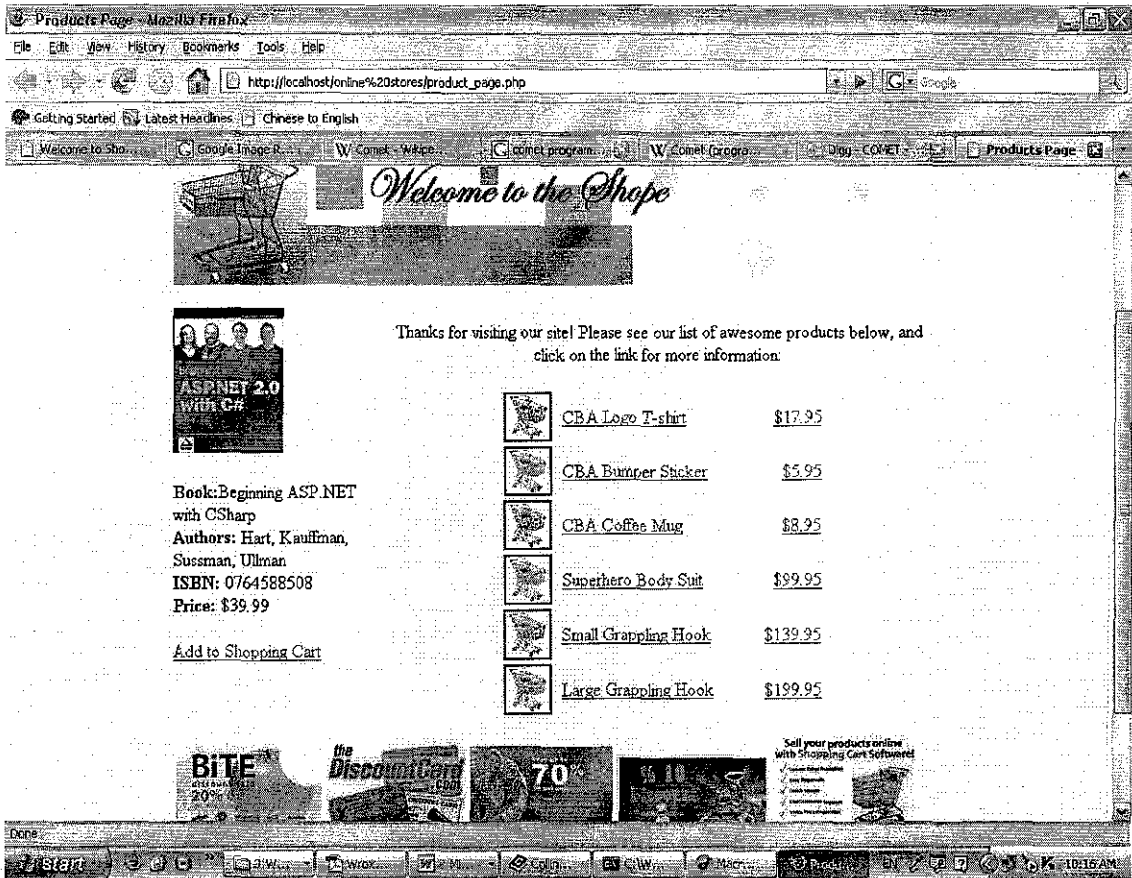 Products Page - Mozilla Firefox
File Edit View History Bookmarks Tools Help
http://localhost/online%20stores/product_page.php
Google
Getting Started Latest Headlines Chinese to English
Welcome to Sho... Google Image R... Comet - Wikipe... comet program... Comet (progra... Digg - COMET - Products Page
Welcome to the Shope
Thanks for visiting our site! Please see our list of awesome products below, and
click on the link for more information:
ASP.NET 2.0
with C#
CBA Logo T-shirt $17.95
CBA Bumper Sticker $5.95
CBA Coffee Mug $8.95
Superhero Body Suit $99.95
Small Grappling Hook $139.95
Large Grappling Hook $199.95
Book:Beginning ASP.NET
with CSharp
Authors: Hart, Kauffman,
Sussman, Ullman
ISBN: 0764588508
Price: $39.99
Add to Shopping Cart
BiTE
20%
the
DiscountCard
.com
70%
% 10
Sell your products online
with Shopping Cart Software!
Done
Start EN 10:16 AM